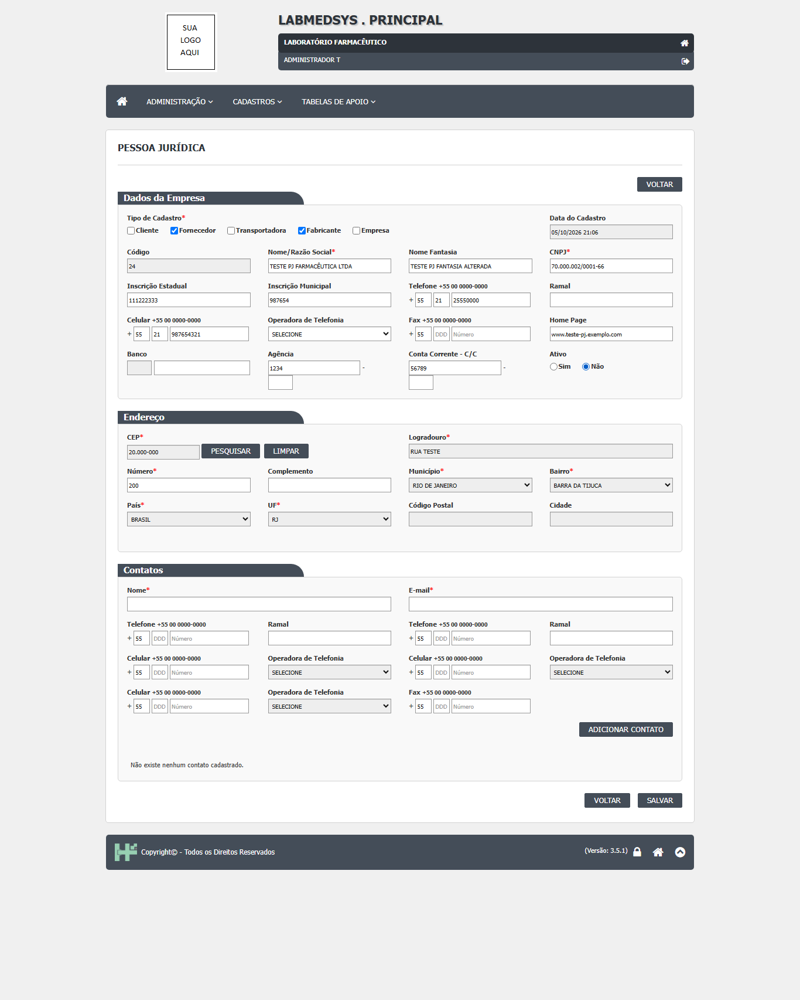 SUA
LOGO
AQUI
LABMEDSYS . PRINCIPAL
LABORATÓRIO FARMACÊUTICO
ADMINISTRADOR T
ADMINISTRAÇÃO CADASTROS TABELAS DE APOIO
PESSOA JURÍDICA
VOLTAR
Dados da Empresa
Tipo de Cadastro* Data do Cadastro
Cliente Fornecedor Transportadora Fabricante Empresa 05/10/2026 21:06
Código Nome/Razão Social* Nome Fantasia CNPJ*
24 TESTE PJ FARMACÊUTICA LTDA TESTE PJ FANTASIA ALTERADA 70.000.002/0001-66
Inscrição Estadual Inscrição Municipal Telefone +55 00 0000-0000 Ramal
111222333 987654 + 55 21 25550000
Celular +55 00 0000-0000 Operadora de Telefonia Fax +55 00 0000-0000 Home Page
+ 55 21 987654321 SELECIONE + 55 DDD Número www.teste-pj.exemplo.com
Banco Agência Conta Corrente - C/C Ativo
1234 - 56789 - Sim Não
Endereço
CEP* Logradouro*
20.000-000 PESQUISAR LIMPAR RUA TESTE
Número* Complemento Município* Bairro*
200 RIO DE JANEIRO BARRA DA TIJUCA
País* UF* Código Postal Cidade
BRASIL RJ
Contatos
Nome* E-mail*
Telefone +55 00 0000-0000 Ramal Telefone +55 00 0000-0000 Ramal
+ 55 DDD Número + 55 DDD Número
Celular +55 00 0000-0000 Operadora de Telefonia Celular +55 00 0000-0000 Operadora de Telefonia
+ 55 DDD Número SELECIONE + 55 DDD Número SELECIONE
Celular +55 00 0000-0000 Operadora de Telefonia Fax +55 00 0000-0000
+ 55 DDD Número SELECIONE + 55 DDD Número
ADICIONAR CONTATO
Não existe nenhum contato cadastrado.
VOLTAR SALVAR
Copyright© - Todos os Direitos Reservados (Versão: 3.5.1)